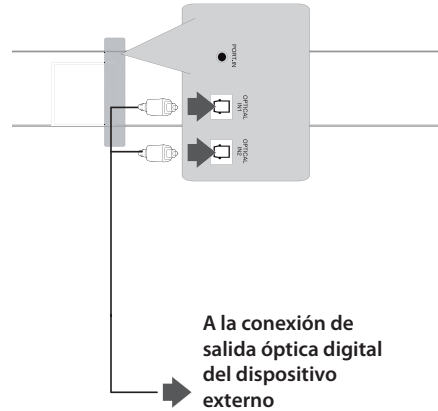 PORT.IN
OPTICAL
IN1
OPTICAL
IN2
A la conexión de
salida óptica digital
del dispositivo
externo